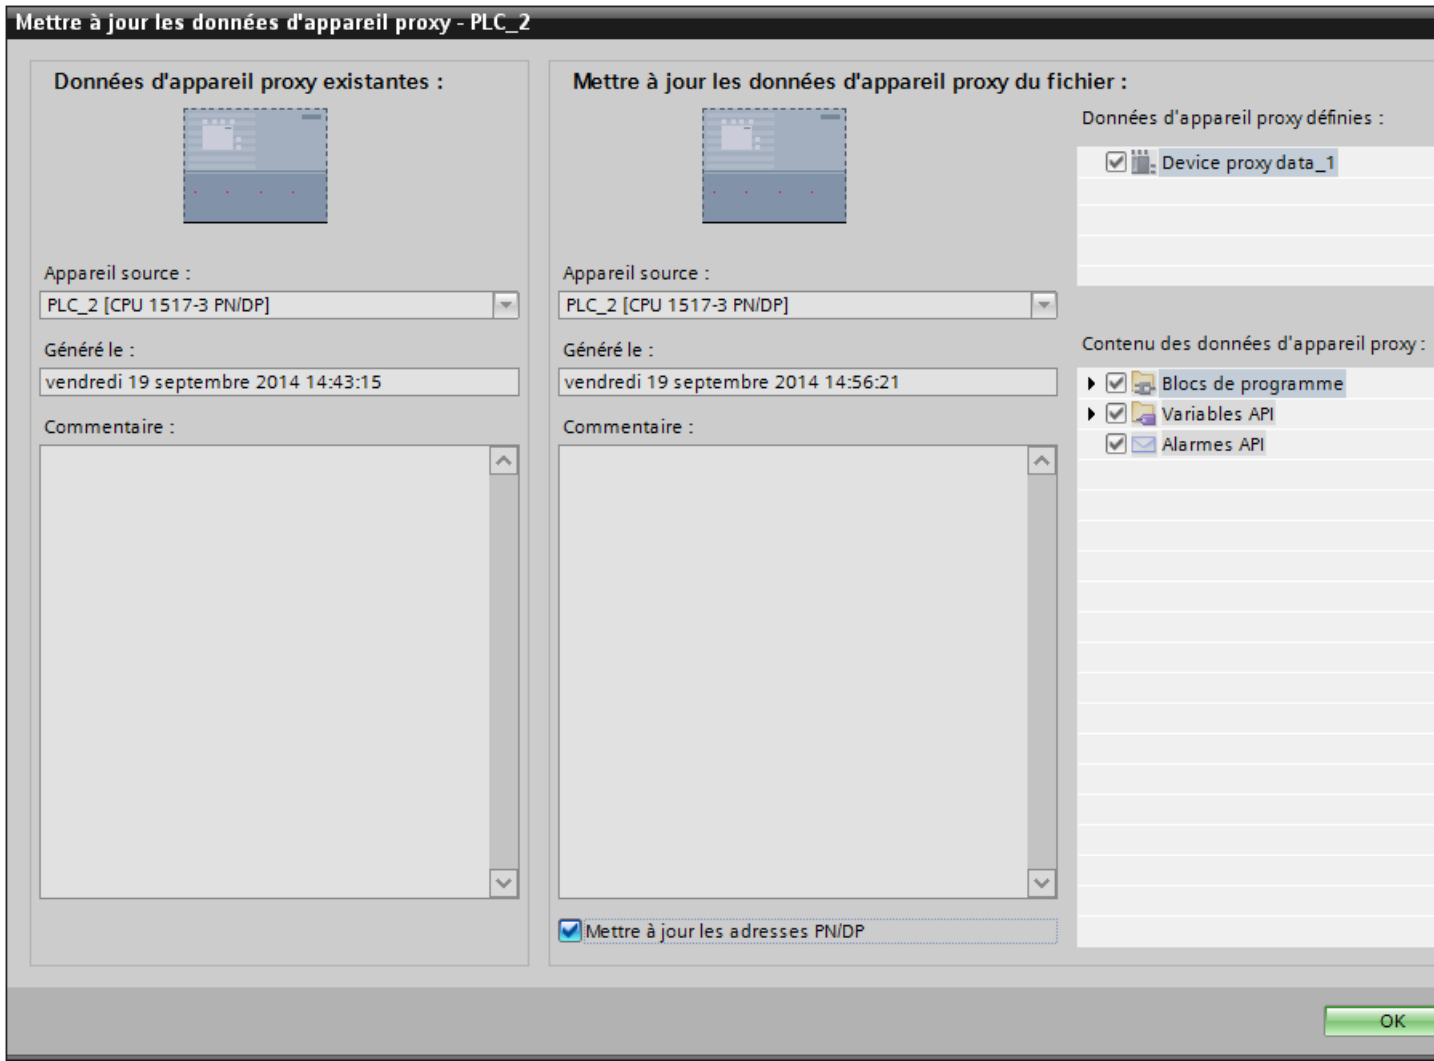 Mettre à jour les données d'appareil proxy - PLC_2
Données d'appareil proxy existantes :
Appareil source :
PLC_2 [CPU 1517-3 PN/DP]
Généré le :
vendredi 19 septembre 2014 14:43:15
Commentaire :
Mettre à jour les données d'appareil proxy du fichier :
Appareil source :
PLC_2 [CPU 1517-3 PN/DP]
Généré le :
vendredi 19 septembre 2014 14:56:21
Commentaire :
Mettre à jour les adresses PN/DP
Données d'appareil proxy définies :
Device proxy data_1
Contenu des données d'appareil proxy :
Blocs de programme
Variables API
Alarmes API
OK